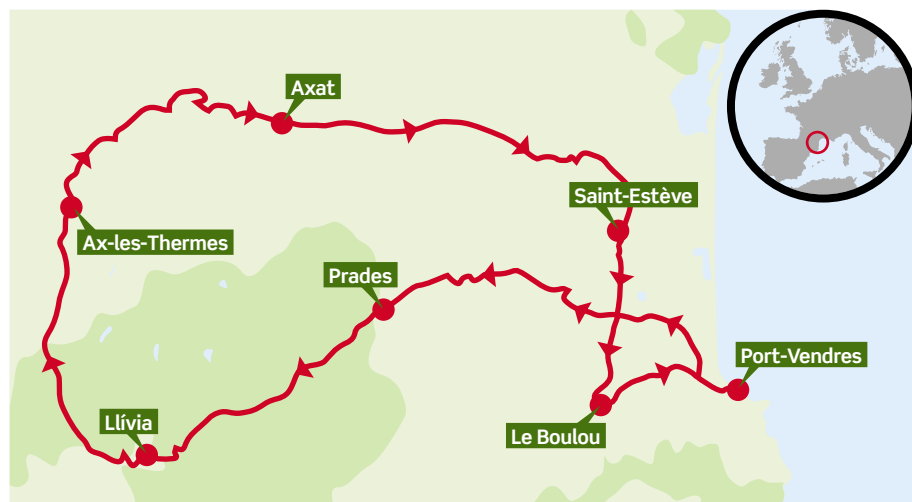 Axat
Saint-Estève
Ax-les-Thermes
Prades
Port-Vendres
Llívia
Le Boulou